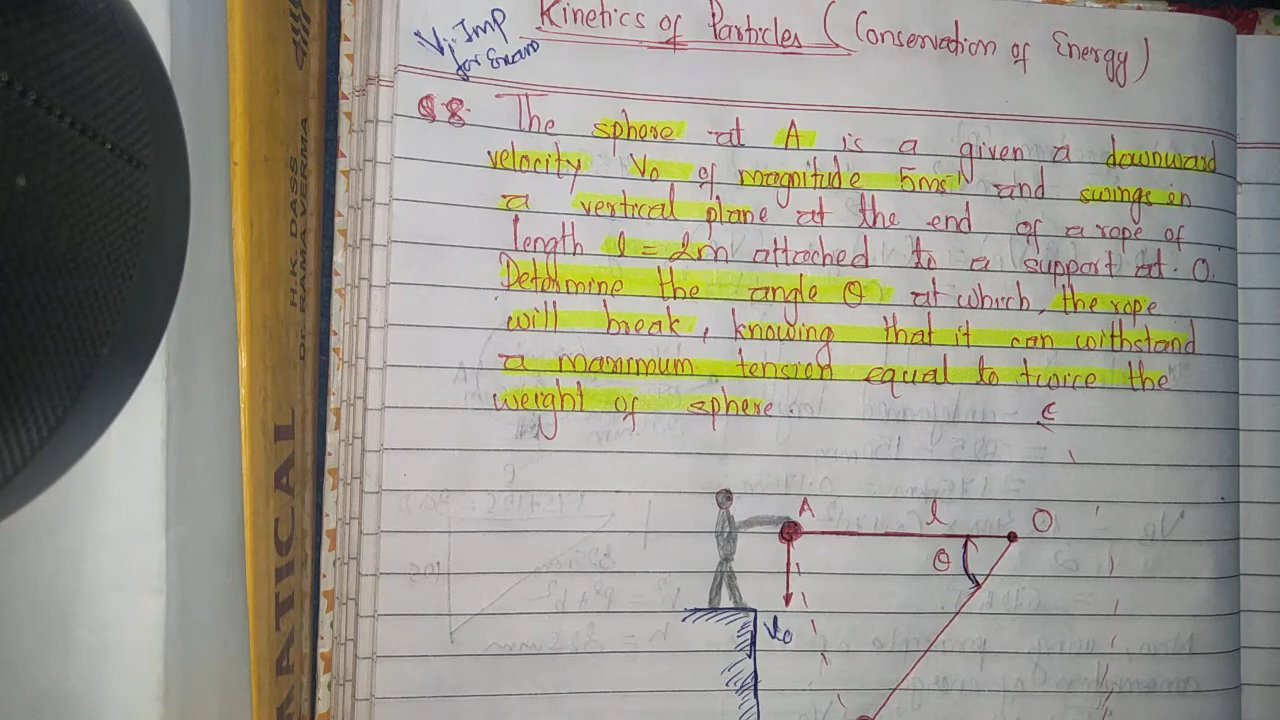 V. Imp
for Exam
Kinetics of Particles (Conservation of Energy)
Q8. The sphere at A is a given a downward
velocity V0 of magnitude 5ms⁻¹ and swings in
a vertical plane at the end of a rope of
length l = 2m attached to a support at O.
Determine the angle θ at which, the rope
will break, knowing that it can withstand
a maximum tension equal to twice the
weight of sphere.
C
A l O
θ
V0
H.K. DASS
Dr. RAMA VERMA
MATICAL